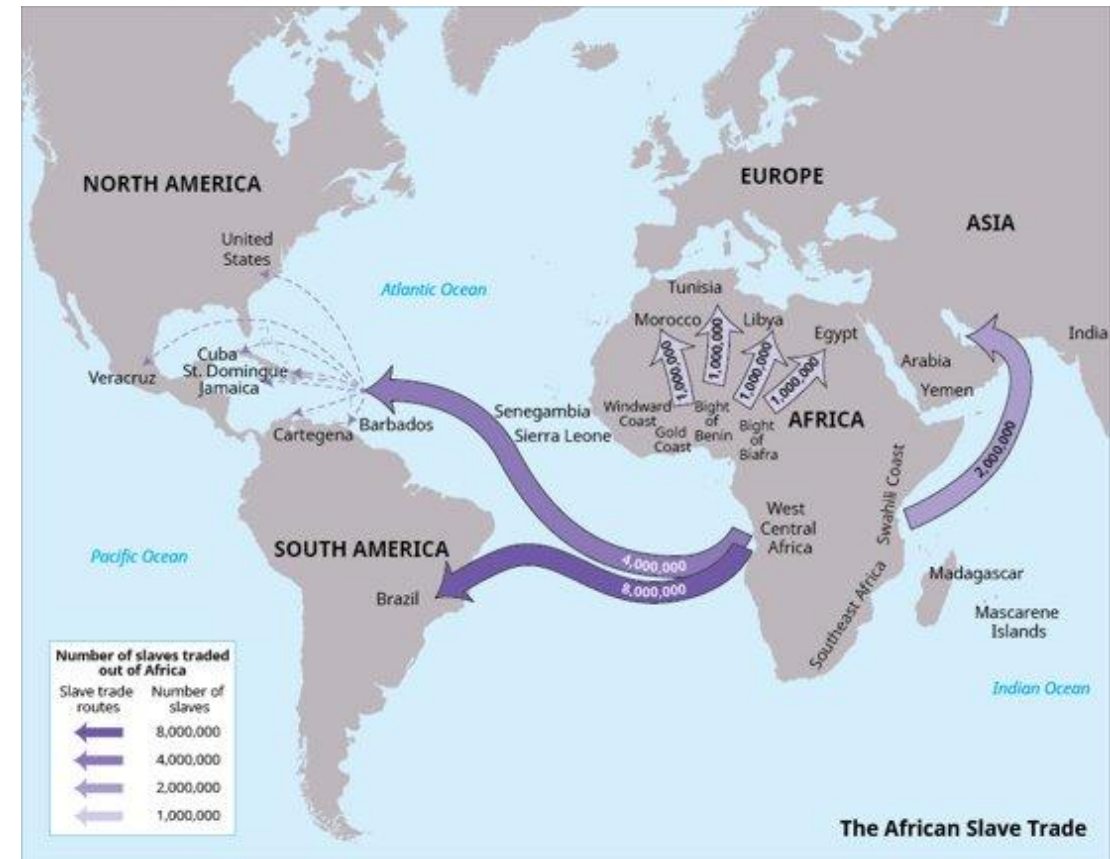 NORTH AMERICA
EUROPE
ASIA
United
States
Atlantic Ocean
Tunisia
Morocco
Libya
Egypt
India
Cuba
St. Dominque
Jamaica
Veracruz
1,000,000
1,000,000
1,000,000
1,000,000
Arabia
Yemen
Cartegena
Barbados
Senegambia
Sierra Leone
Windward
Coast
Gold
Coast
Bight
of
Benin
Bight
of
Biafra
AFRICA
2,000,000
Swahili Coast
West
Central
Africa
Pacific Ocean
SOUTH AMERICA
4,000,000
8,000,000
Brazil
Southeast Africa
Madagascar
Mascarene
Islands
Indian Ocean
Number of slaves traded
out of Africa
Slave trade Number of
routes slaves
8,000,000
4,000,000
2,000,000
1,000,000
The African Slave Trade